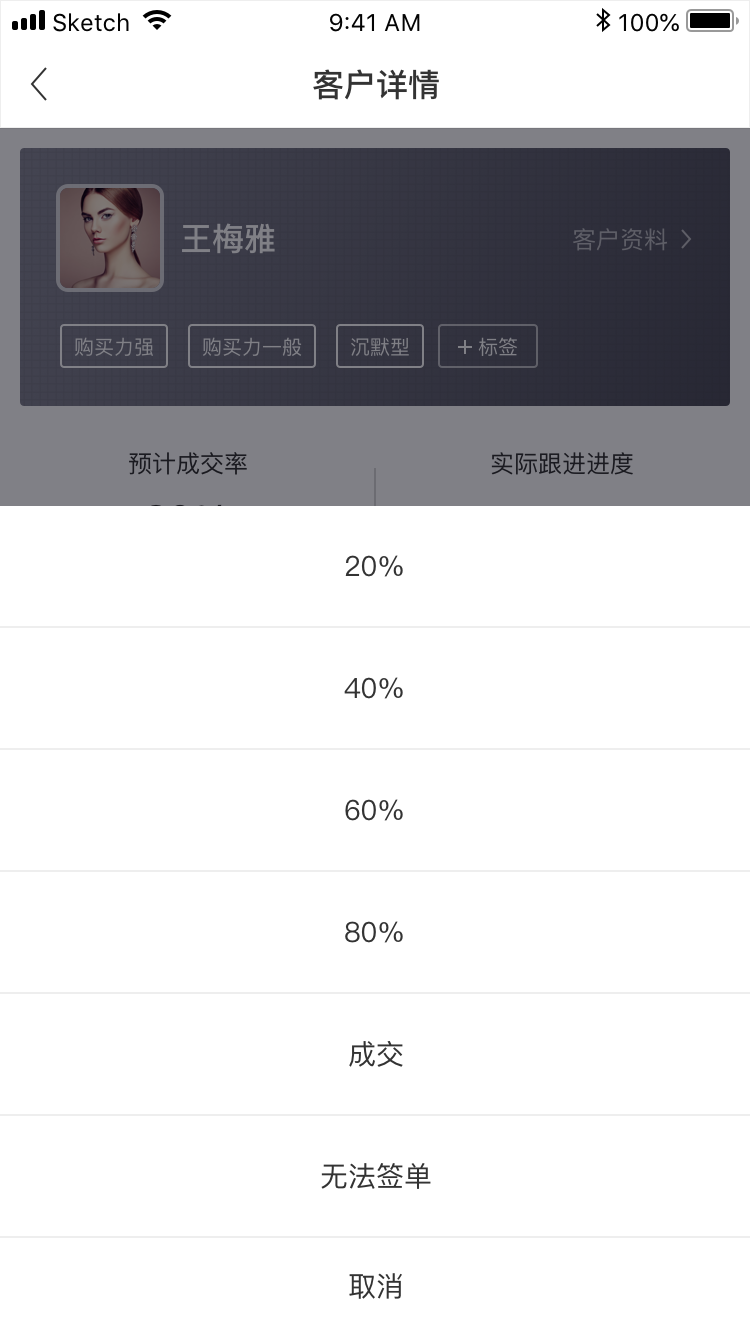 Sketch 9:41 AM 100%
客户详情
王梅雅 客户资料
购买力强 购买力一般 沉默型 +标签
预计成交率 实际跟进进度
20%
40%
60%
80%
成交
无法签单
取消